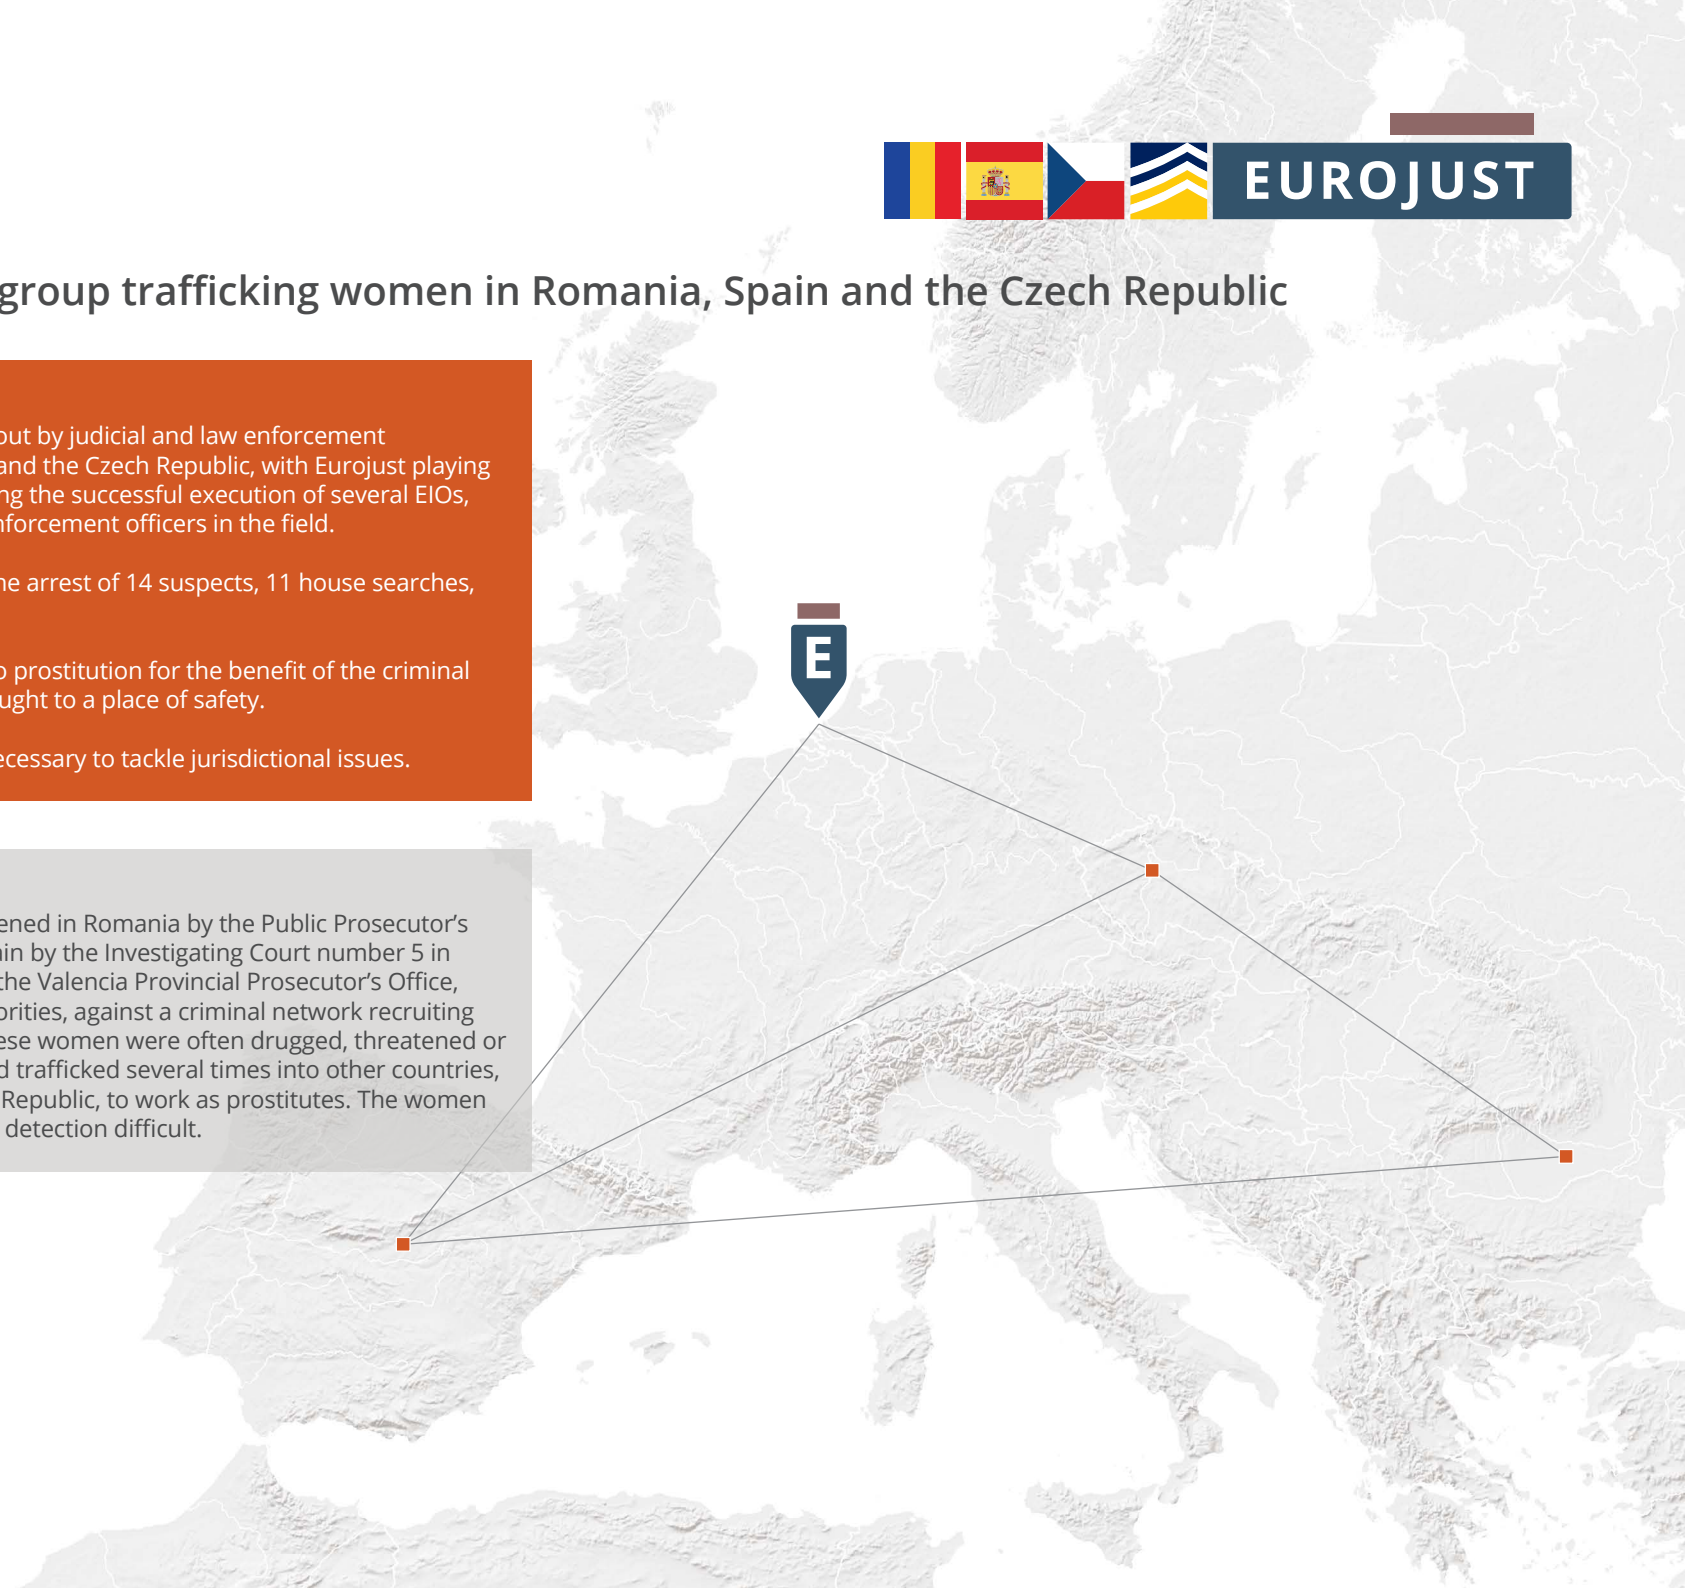 EUROJUST
group trafficking women in Romania, Spain and the Czech Republic
out by judicial and law enforcement
and the Czech Republic, with Eurojust playing
ng the successful execution of several EIOs,
nforcement officers in the field.
he arrest of 14 suspects, 11 house searches,
o prostitution for the benefit of the criminal
ught to a place of safety.
ecessary to tackle jurisdictional issues.
E
ened in Romania by the Public Prosecutor’s
ain by the Investigating Court number 5 in
the Valencia Provincial Prosecutor’s Office,
orities, against a criminal network recruiting
ese women were often drugged, threatened or
d trafficked several times into other countries,
Republic, to work as prostitutes. The women
detection difficult.